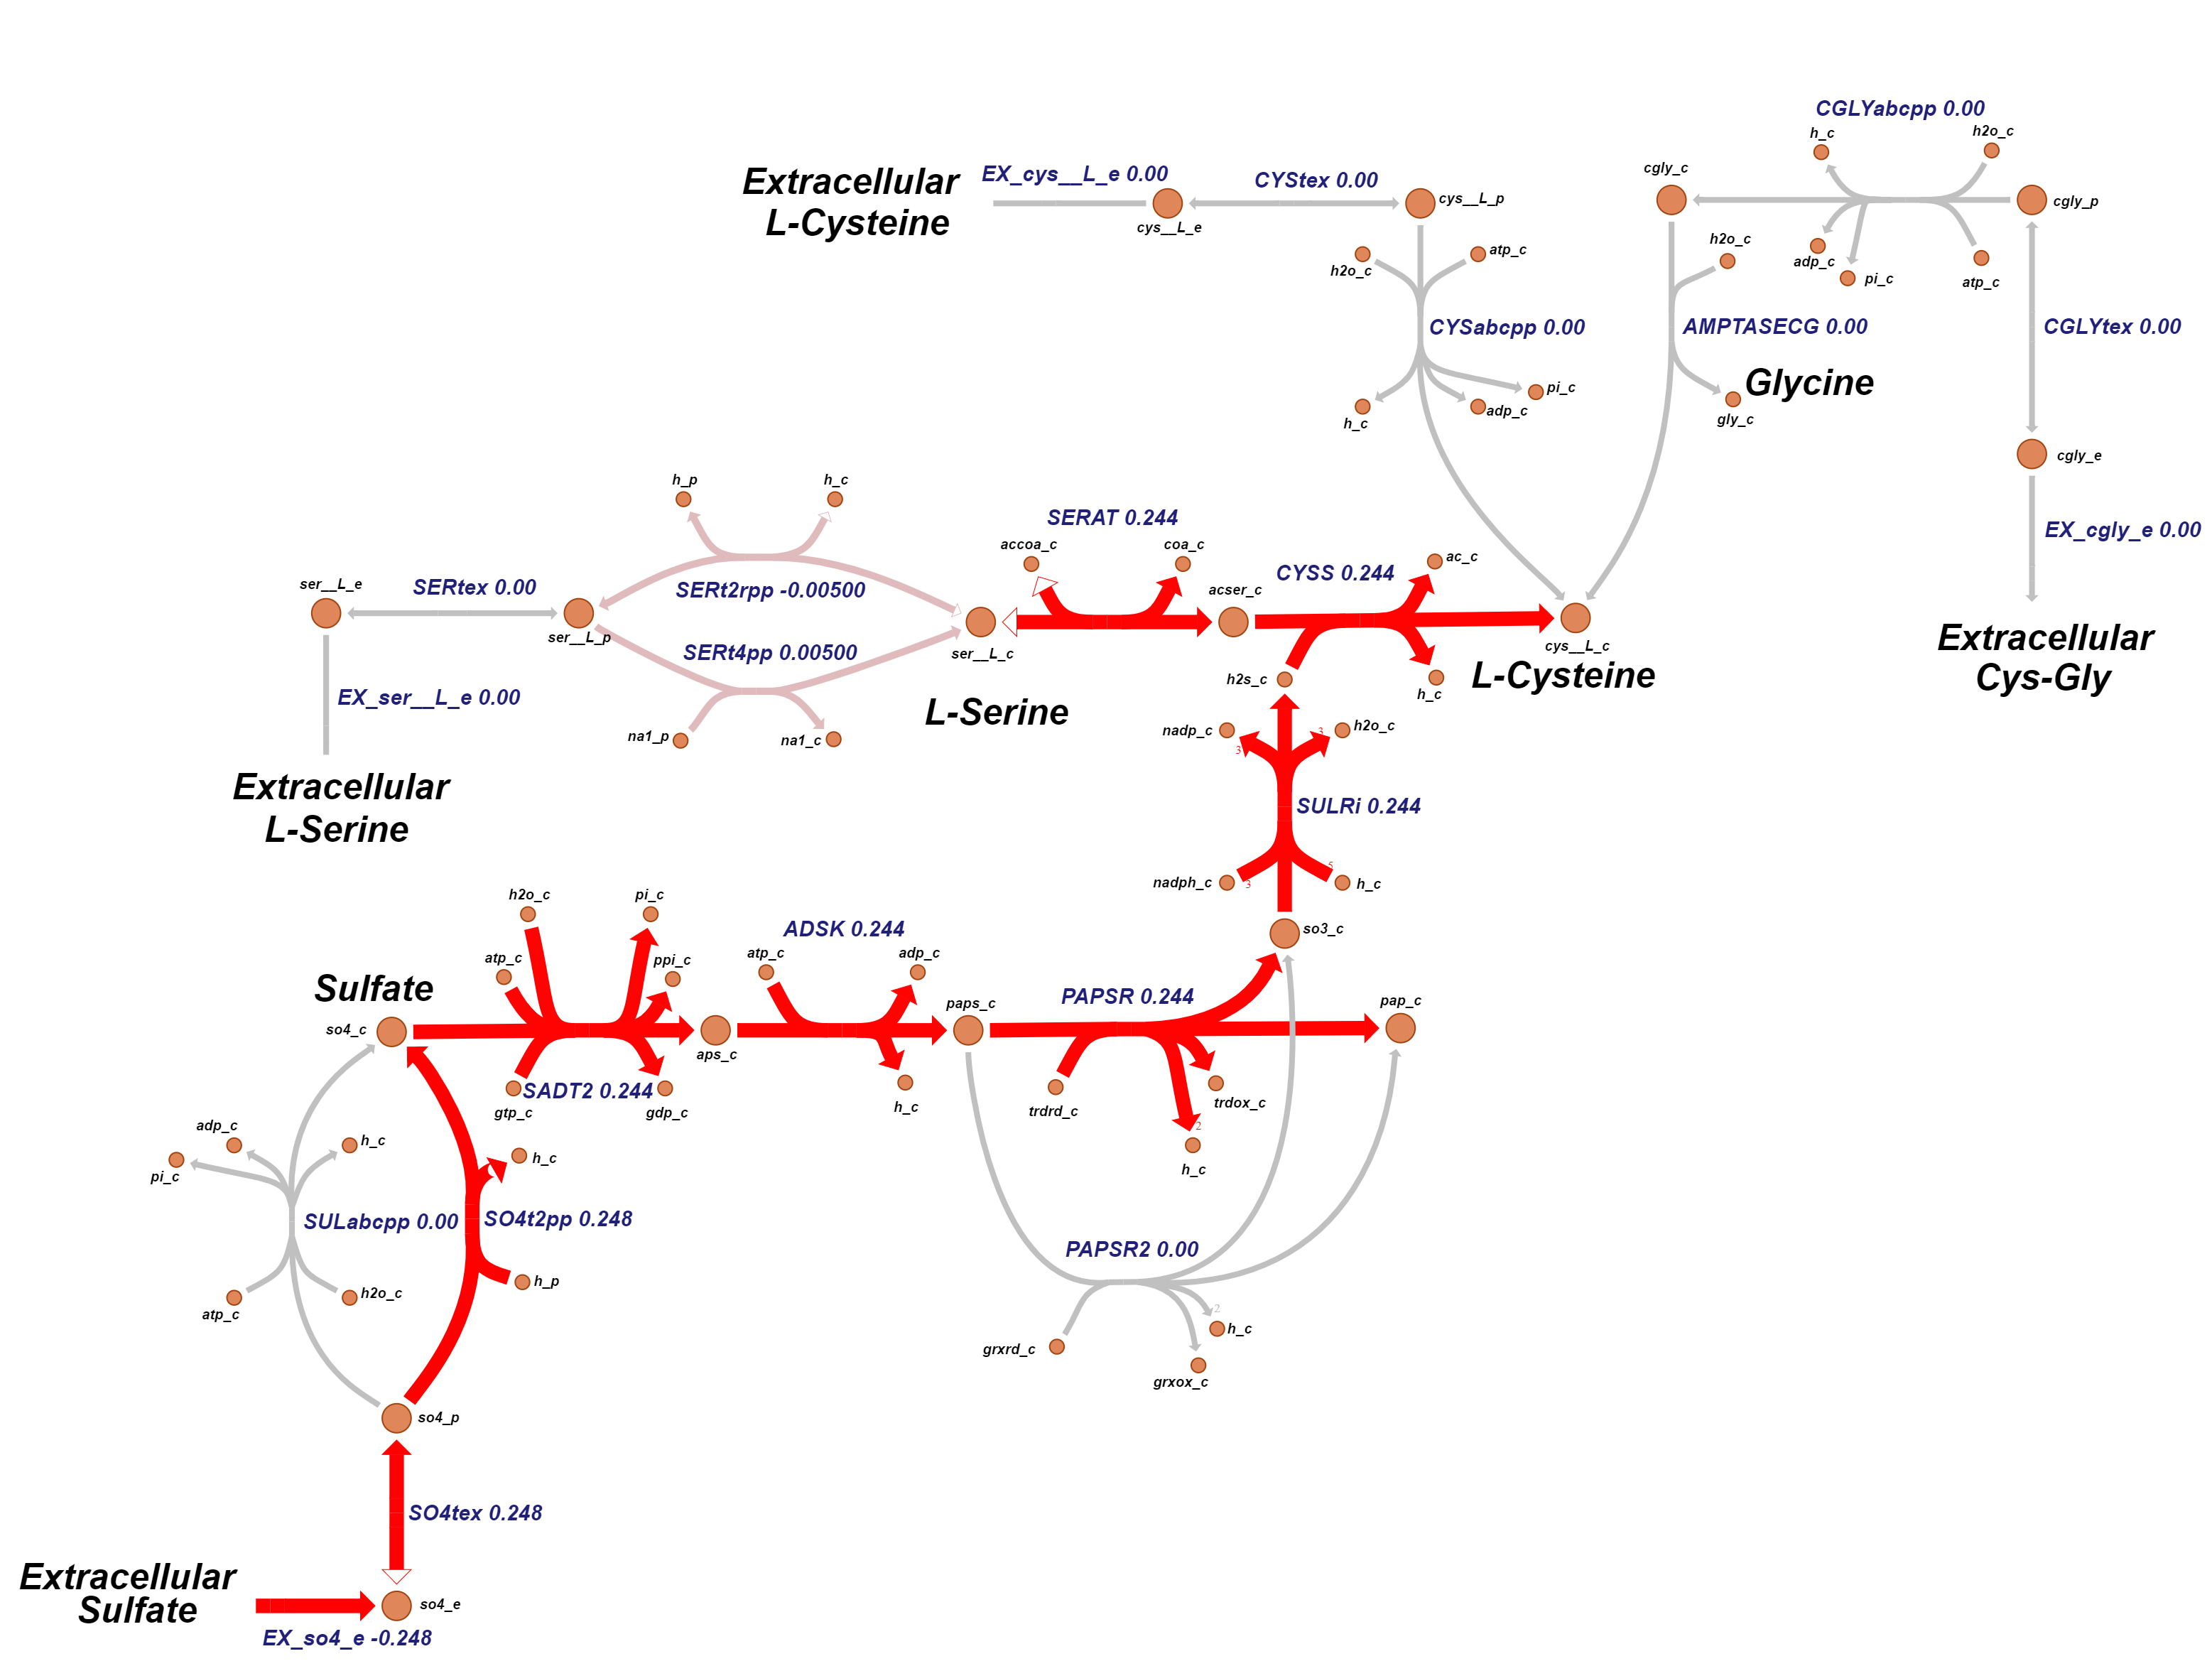 CGLYabcpp 0.00
h_c
h2o_c
cgly_c
cgly_p
h2o_c
adp_c
pi_c
atp_c
Extracellular
L-Cysteine
EX_cys__L_e 0.00
CYStex 0.00
cys__L_e
cys__L_p
h2o_c
atp_c
CYSabcpp 0.00
AMPTASECG 0.00
CGLYtex 0.00
Glycine
h_c
adp_c
pi_c
gly_c
cgly_e
EX_cgly_e 0.00
Extracellular
Cys-Gly
h_p
h_c
SERAT 0.244
accoa_c
coa_c
ser__L_e
SERtex 0.00
SERt2rpp -0.00500
acser_c
CYSS 0.244
ac_c
ser__L_p
SERt4pp 0.00500
ser__L_c
cys__L_c
L-Cysteine
h2s_c
h_c
EX_ser__L_e 0.00
na1_p
na1_c
L-Serine
nadp_c
3
3
h2o_c
Extracellular
L-Serine
SULRi 0.244
nadph_c
3
5
h_c
h2o_c
pi_c
ADSK 0.244
so3_c
atp_c
ppi_c
atp_c
adp_c
Sulfate
so4_c
aps_c
paps_c
PAPSR 0.244
pap_c
gtp_c
SADT2 0.244
gdp_c
h_c
trdrd_c
trdox_c
2
h_c
adp_c
h_c
pi_c
h_c
SULabcpp 0.00
SO4t2pp 0.248
PAPSR2 0.00
h_p
atp_c
h2o_c
2
h_c
grxrd_c
grxox_c
so4_p
SO4tex 0.248
Extracellular
Sulfate
so4_e
EX_so4_e -0.248